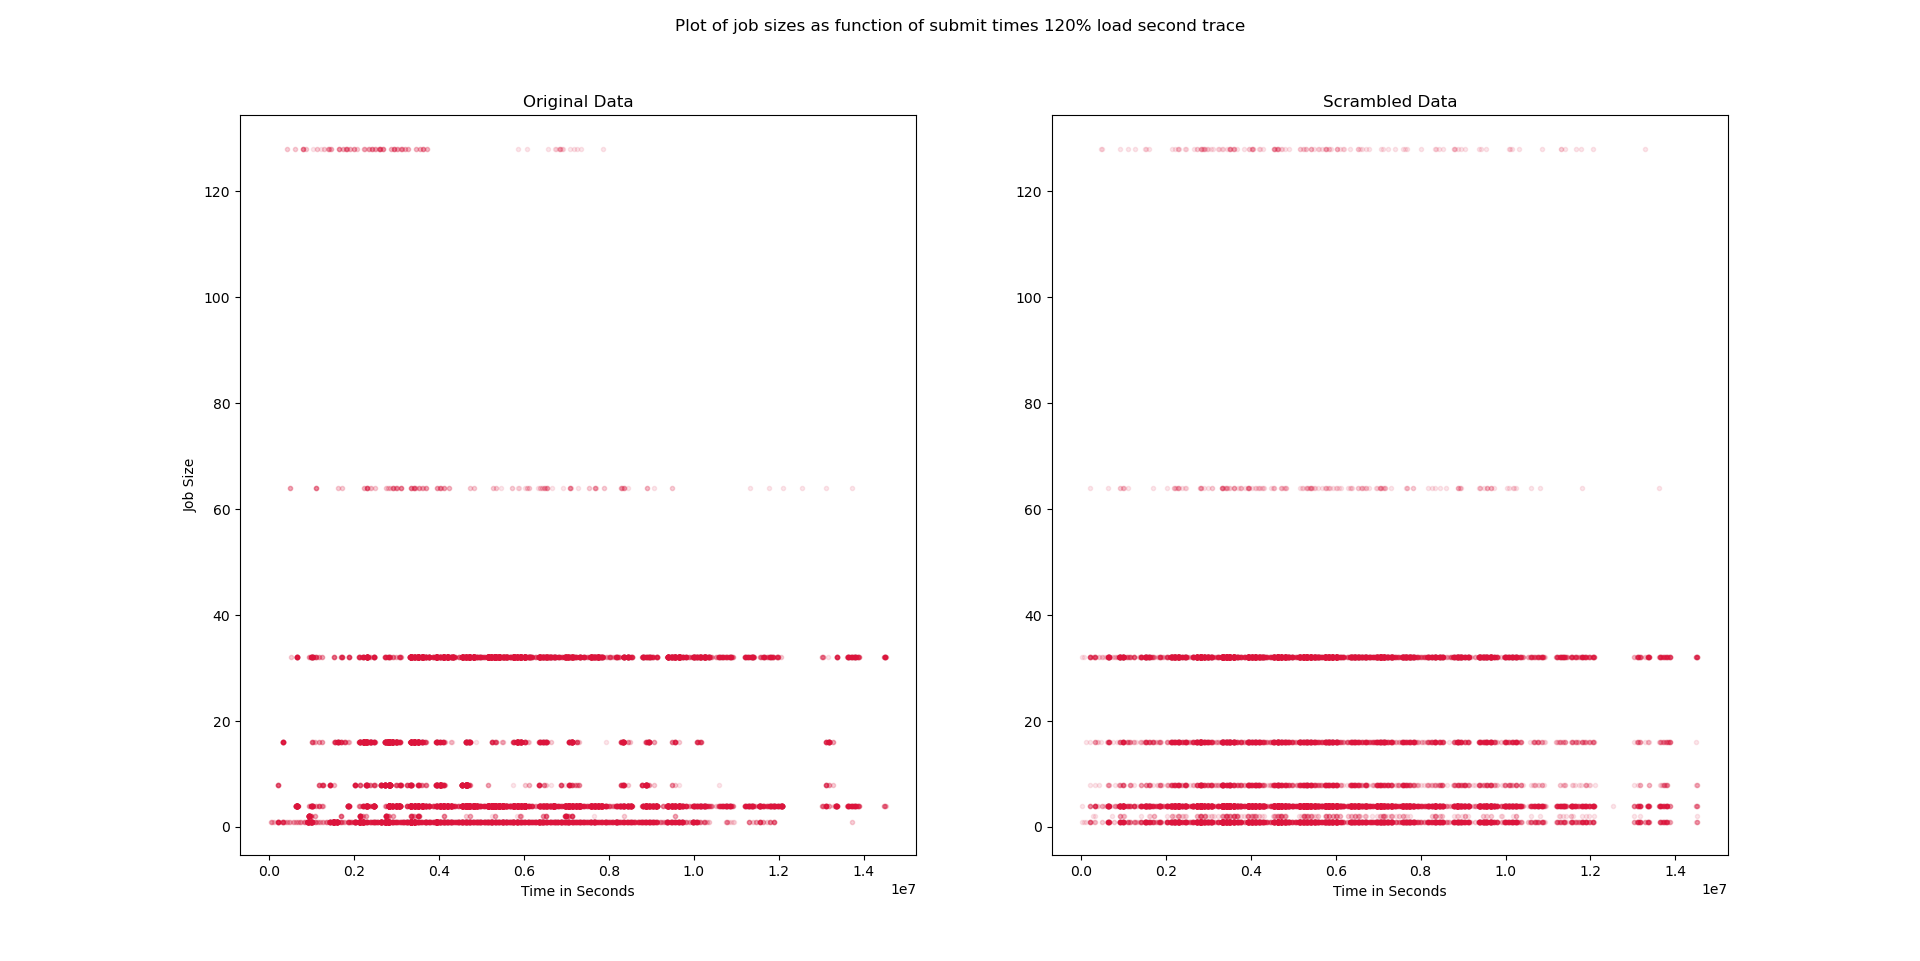 Plot of job sizes as function of submit times 120% load second trace
Original Data
Job Size
120
100
80
60
40
20
0
0.0 0.2 0.4 0.6 0.8 1.0 1.2 1.4
1e7
Time in Seconds
Scrambled Data
120
100
80
60
40
20
0
0.0 0.2 0.4 0.6 0.8 1.0 1.2 1.4
1e7
Time in Seconds